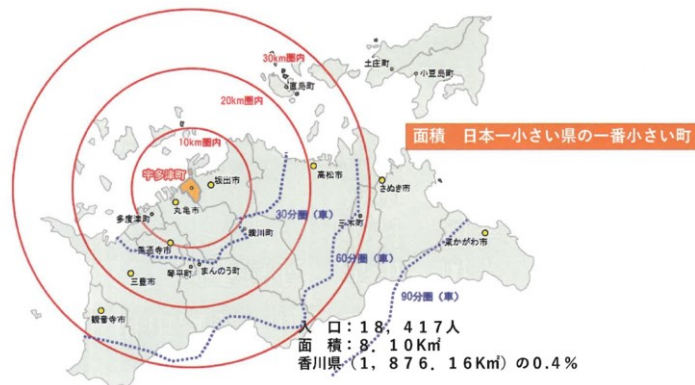 30km圏内
土庄町
小豆島町
直島町
20km圏内
面積 日本一小さい県の一番小さい町
10km圏内
宇多津町
坂出市
高松市
さぬき市
丸亀市
多度津町
30分圏(車)
三木町
綾川町
善通寺市
東かがわ市
60分圏(車)
琴平町
まんのう町
三豊市
90分圏(車)
観音寺市
人 口:18,417人
面 積:8.10K㎡
香川県(1,876.16K㎡)の0.4%